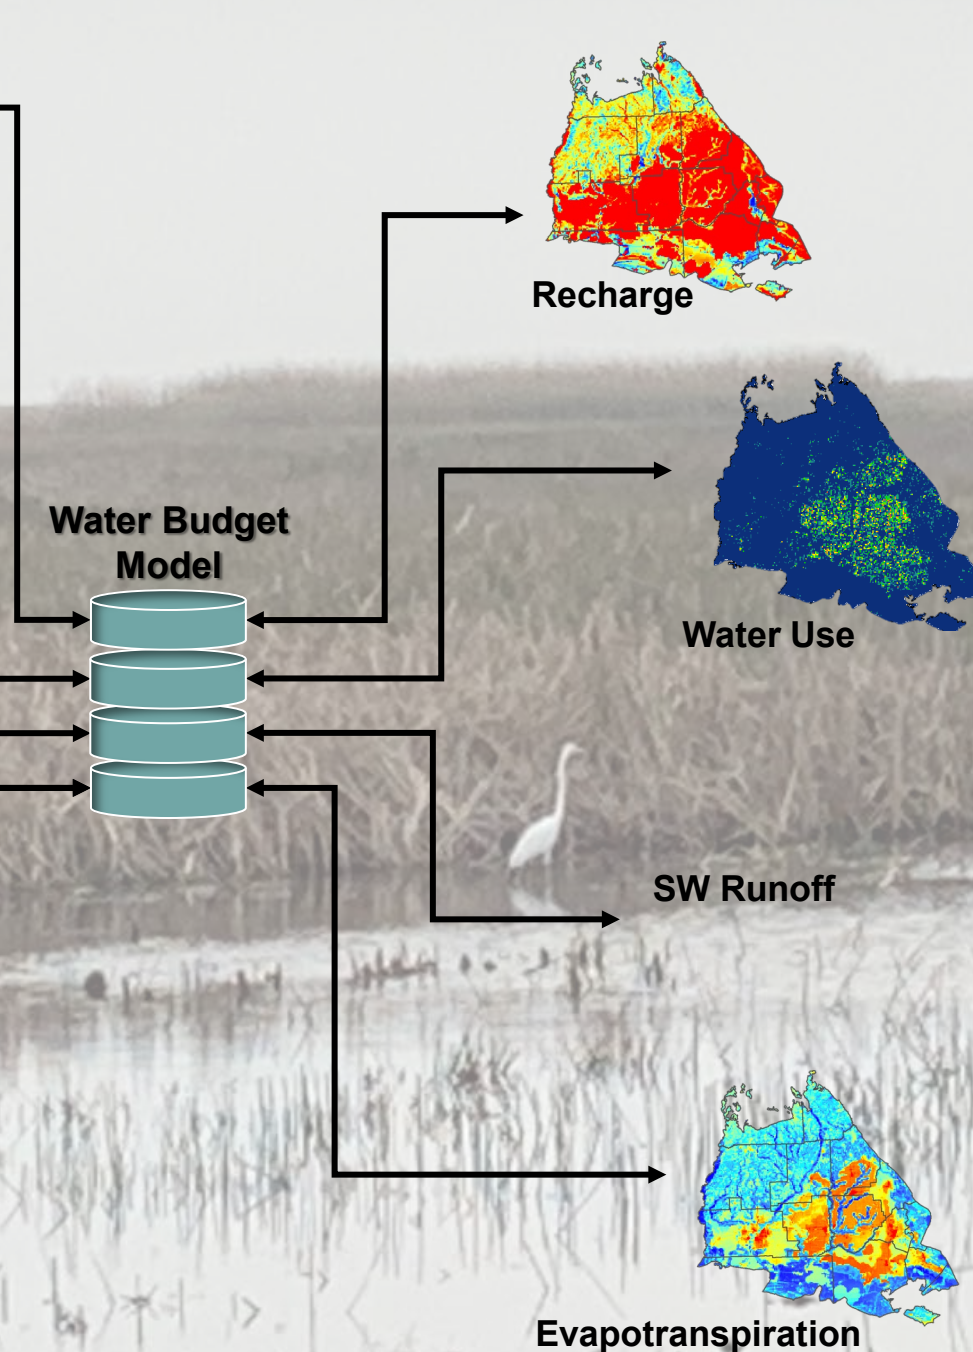 Recharge
Water Budget
Model
Water Use
SW Runoff
Evapotranspiration